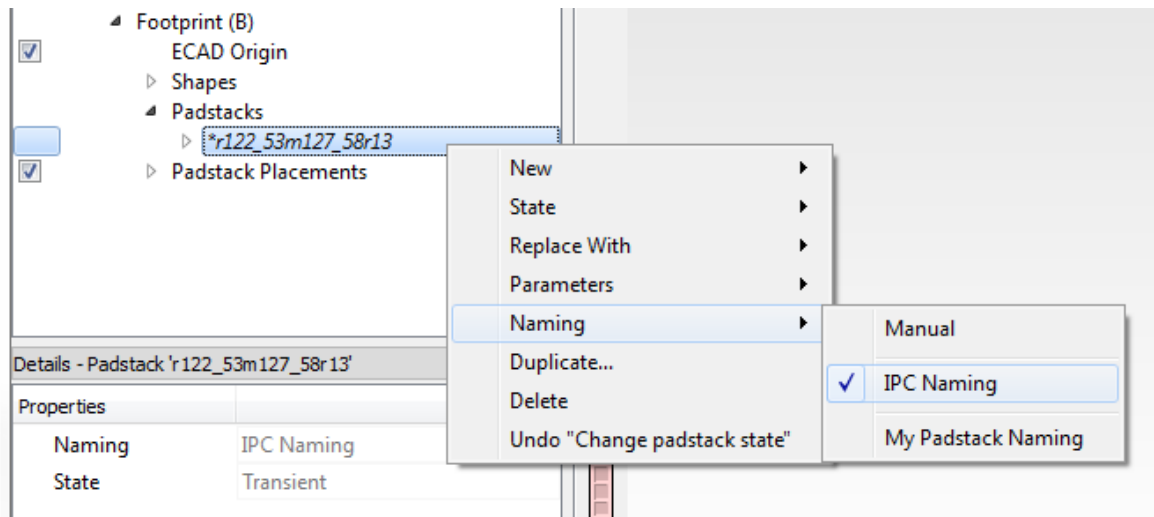 Footprint (B)
ECAD Origin
Shapes
Padstacks
*r122_53m127_58r13
Padstack Placements
New
State
Replace With
Parameters
Naming
Duplicate...
Delete
Undo "Change padstack state"
Manual
IPC Naming
My Padstack Naming
Details - Padstack 'r122_53m127_58r13'
Properties
Naming IPC Naming
State Transient